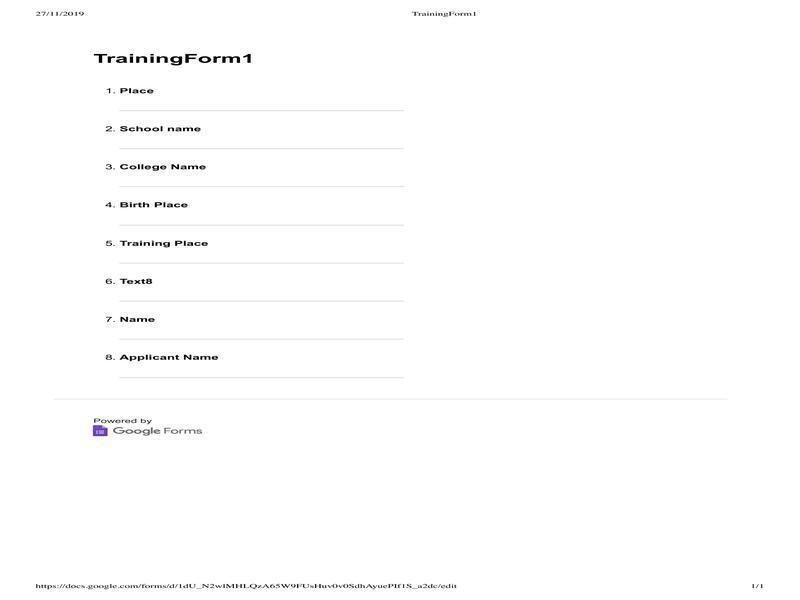 27/11/2019 TrainingForm1
TrainingForm1
1. Place
2. School name
3. College Name
4. Birth Place
5. Training Place
6. Text8
7. Name
8. Applicant Name
Powered by
Google Forms
https://docs.google.com/forms/d/1dU_N2wlMHLQzA65W9FUsHuv0v0SdhAyuePIf1S_a2dc/edit 1/1